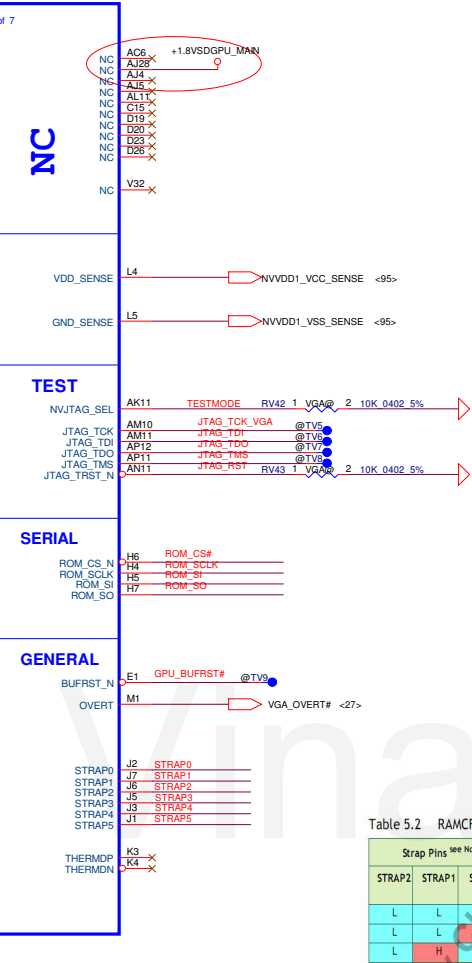 of 7
NC AC6 +1.8VSDGPU_MAIN
NC AJ28
NC AJ4
NC AJ5
NC AL11
NC C15
NC D19
NC D20
NC D23
NC D26
NC V32
NC
VDD_SENSE L4 NVVDD1_VCC_SENSE <95>
GND_SENSE L5 NVVDD1_VSS_SENSE <95>
TEST
NVJTAG_SEL AK11 TESTMODE RV42 1 VGA@ 2 10K_0402_5%
JTAG_TCK AM10 JTAG_TCK_VGA @TV5
JTAG_TDI AM11 JTAG_TDI @TV6
JTAG_TDO AP12 JTAG_TDO @TV7
JTAG_TMS AP11 JTAG_TMS @TV8
JTAG_TRST_N AN11 JTAG_RST RV43 1 VGA@ 2 10K_0402_5%
SERIAL
ROM_CS_N H6 ROM_CS#
ROM_SCLK H4 ROM_SCLK
ROM_SI H5 ROM_SI
ROM_SO H7 ROM_SO
GENERAL
BUFRST_N E1 GPU_BUFRST# @TV9
OVERT M1 VGA_OVERT# <27>
STRAP0 J2 STRAP0
STRAP1 J7 STRAP1
STRAP2 J6 STRAP2
STRAP3 J5 STRAP3
STRAP4 J3 STRAP4
STRAP5 J1 STRAP5
THERMDP K3
THERMDN K4
Vina
Table 5.2 RAMCF
Strap Pins see No
STRAP2 STRAP1 S
L L
L L
L H